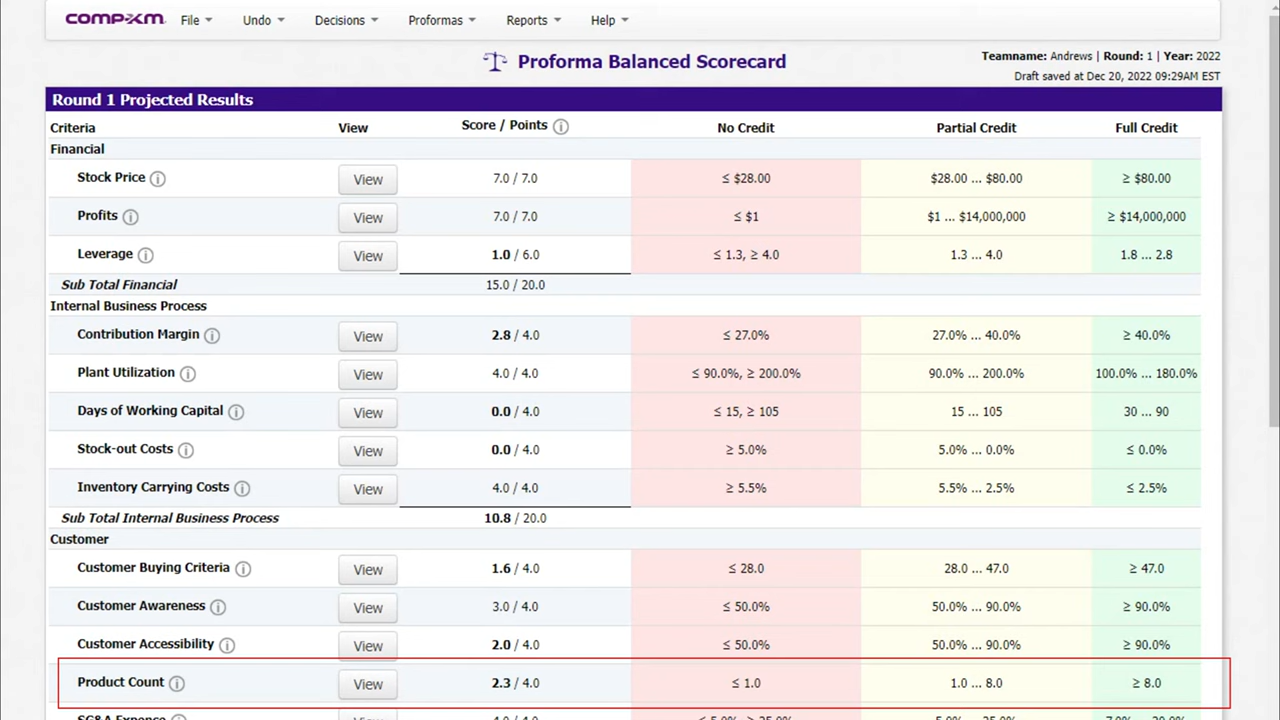 COMP-XM File Undo Decisions Proformas Reports Help
Proforma Balanced Scorecard
Teamname: Andrews | Round: 1 | Year: 2022
Draft saved at Dec 20, 2022 09:29AM EST
Round 1 Projected Results
Criteria View Score / Points No Credit Partial Credit Full Credit
Financial
Stock Price View 7.0 / 7.0 ≤ $28.00 $28.00 ... $80.00 ≥ $80.00
Profits View 7.0 / 7.0 ≤ $1 $1 ... $14,000,000 ≥ $14,000,000
Leverage View 1.0 / 6.0 ≤ 1.3, ≥ 4.0 1.3 ... 4.0 1.8 ... 2.8
Sub Total Financial 15.0 / 20.0
Internal Business Process
Contribution Margin View 2.8 / 4.0 ≤ 27.0% 27.0% ... 40.0% ≥ 40.0%
Plant Utilization View 4.0 / 4.0 ≤ 90.0%, ≥ 200.0% 90.0% ... 200.0% 100.0% ... 180.0%
Days of Working Capital View 0.0 / 4.0 ≤ 15, ≥ 105 15 ... 105 30 ... 90
Stock-out Costs View 0.0 / 4.0 ≥ 5.0% 5.0% ... 0.0% ≤ 0.0%
Inventory Carrying Costs View 4.0 / 4.0 ≥ 5.5% 5.5% ... 2.5% ≤ 2.5%
Sub Total Internal Business Process 10.8 / 20.0
Customer
Customer Buying Criteria View 1.6 / 4.0 ≤ 28.0 28.0 ... 47.0 ≥ 47.0
Customer Awareness View 3.0 / 4.0 ≤ 50.0% 50.0% ... 90.0% ≥ 90.0%
Customer Accessibility View 2.0 / 4.0 ≤ 50.0% 50.0% ... 90.0% ≥ 90.0%
Product Count View 2.3 / 4.0 ≤ 1.0 1.0 ... 8.0 ≥ 8.0
SG&A Expense